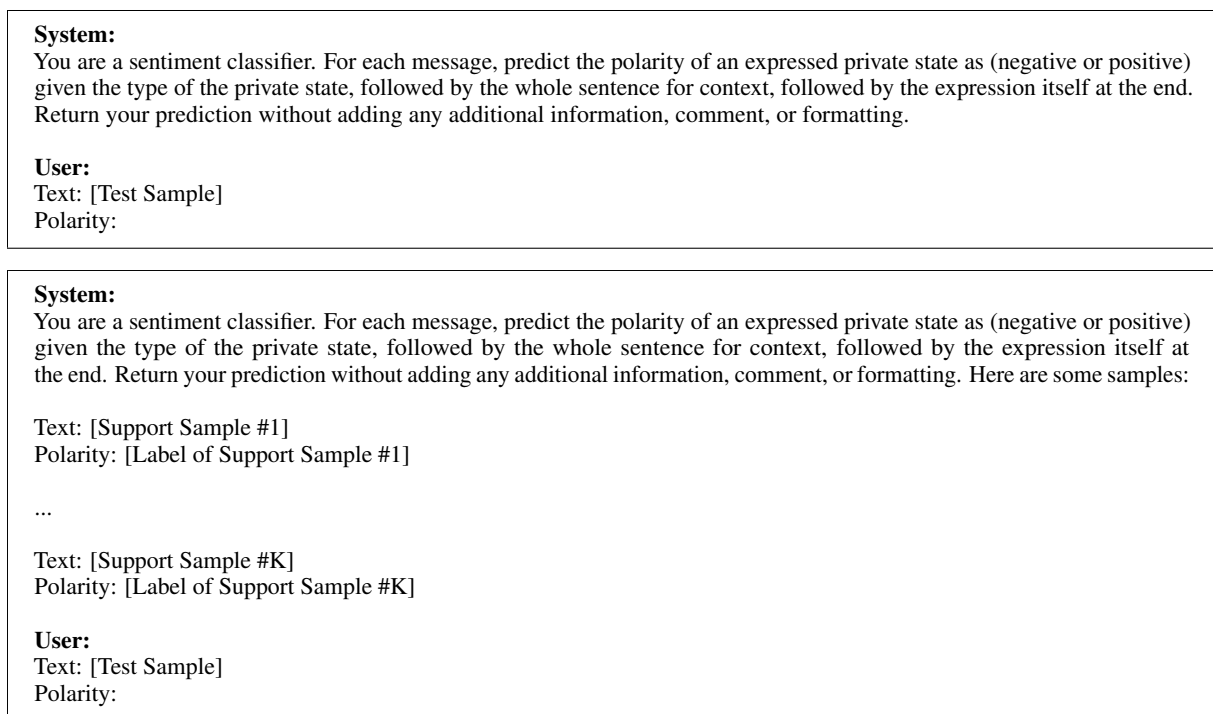 System:
You are a sentiment classifier. For each message, predict the polarity of an expressed private state as (negative or positive)
given the type of the private state, followed by the whole sentence for context, followed by the expression itself at the end.
Return your prediction without adding any additional information, comment, or formatting.
User:
Text: [Test Sample]
Polarity:
System:
You are a sentiment classifier. For each message, predict the polarity of an expressed private state as (negative or positive)
given the type of the private state, followed by the whole sentence for context, followed by the expression itself at
the end. Return your prediction without adding any additional information, comment, or formatting. Here are some samples:
Text: [Support Sample #1]
Polarity: [Label of Support Sample #1]
...
Text: [Support Sample #K]
Polarity: [Label of Support Sample #K]
User:
Text: [Test Sample]
Polarity: